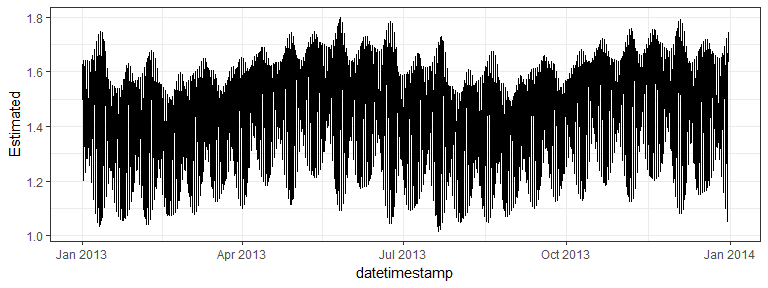 1.8
1.6
1.4
1.2
1.0
Estimated
Jan 2013
Apr 2013
Jul 2013
Oct 2013
Jan 2014
datetimestamp